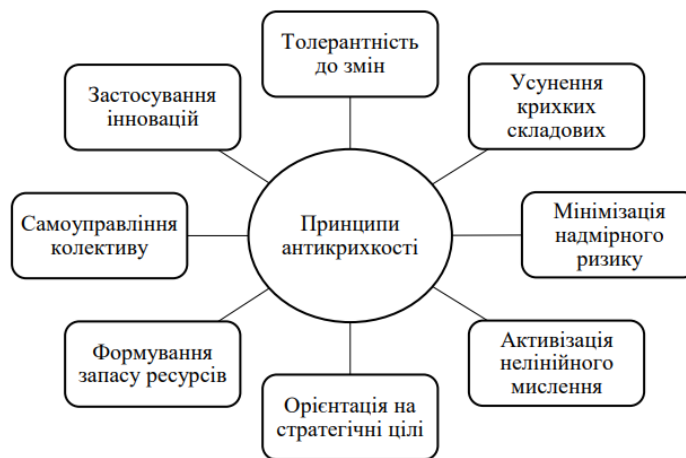 Толерантність
до змін
Усунення
крихких
складових
Мінімізація
надмірного
ризику
Активізація
нелінійного
мислення
Орієнтація на
стратегічні цілі
Формування
запасу ресурсів
Самоуправління
колективу
Застосування
інновацій
Принципи
антикрихкості